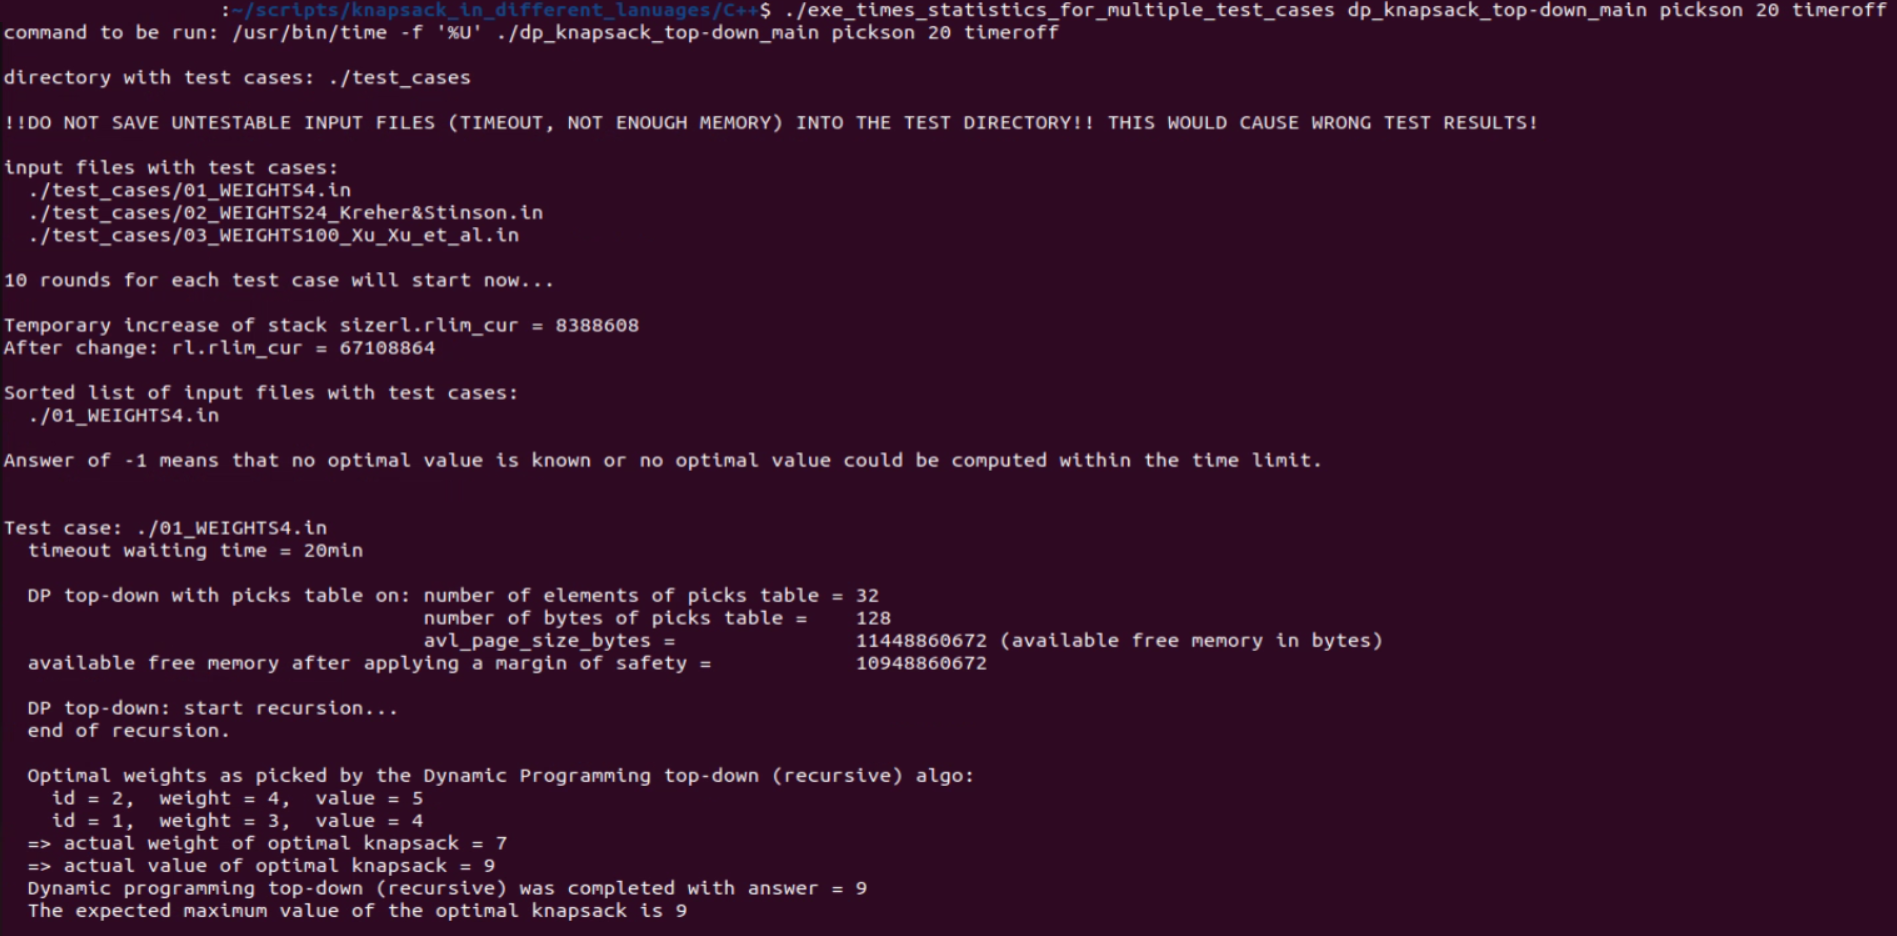 :~/scripts/knapsack_in_different_lanuages/C++$ ./exe_times_statistics_for_multiple_test_cases dp_knapsack_top-down_main pickson 20 timeroff
command to be run: /usr/bin/time -f '%U' ./dp_knapsack_top-down_main pickson 20 timeroff
directory with test cases: ./test_cases
!!DO NOT SAVE UNTESTABLE INPUT FILES (TIMEOUT, NOT ENOUGH MEMORY) INTO THE TEST DIRECTORY!! THIS WOULD CAUSE WRONG TEST RESULTS!
input files with test cases:
./test_cases/01_WEIGHTS4.in
./test_cases/02_WEIGHTS24_Kreher&Stinson.in
./test_cases/03_WEIGHTS100_Xu_Xu_et_al.in
10 rounds for each test case will start now...
Temporary increase of stack sizerl.rlim_cur = 8388608
After change: rl.rlim_cur = 67108864
Sorted list of input files with test cases:
./01_WEIGHTS4.in
Answer of -1 means that no optimal value is known or no optimal value could be computed within the time limit.
Test case: ./01_WEIGHTS4.in
timeout waiting time = 20min
DP top-down with picks table on: number of elements of picks table = 32
number of bytes of picks table = 128
avl_page_size_bytes = 11448860672 (available free memory in bytes)
available free memory after applying a margin of safety = 10948860672
DP top-down: start recursion...
end of recursion.
Optimal weights as picked by the Dynamic Programming top-down (recursive) algo:
id = 2, weight = 4, value = 5
id = 1, weight = 3, value = 4
=> actual weight of optimal knapsack = 7
=> actual value of optimal knapsack = 9
Dynamic programming top-down (recursive) was completed with answer = 9
The expected maximum value of the optimal knapsack is 9